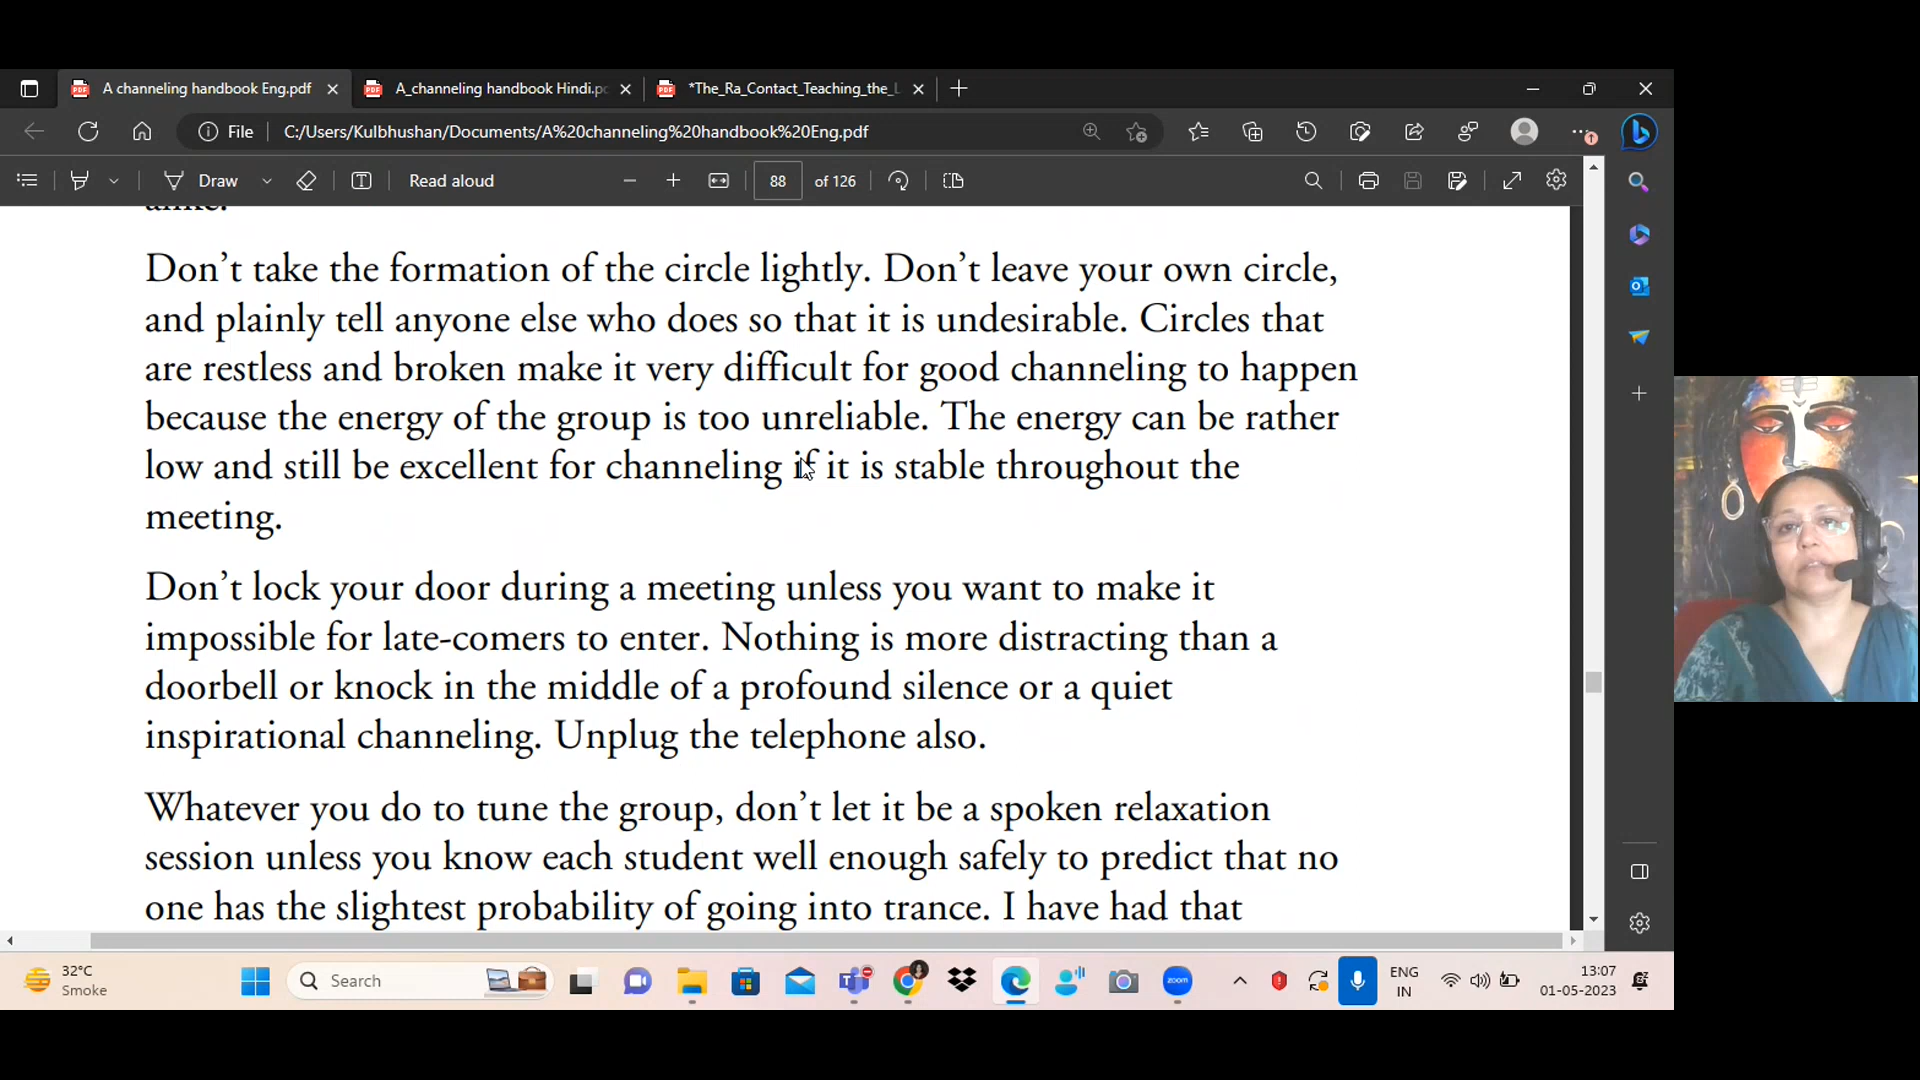 A channeling handbook Eng.pdf
A_channeling handbook Hindi.p
*The_Ra_Contact_Teaching_the_L
File
C:/Users/Kulbhushan/Documents/A%20channeling%20handbook%20Eng.pdf
Draw
Read aloud
88
of 126
Don’t take the formation of the circle lightly. Don’t leave your own circle,
and plainly tell anyone else who does so that it is undesirable. Circles that
are restless and broken make it very difficult for good channeling to happen
because the energy of the group is too unreliable. The energy can be rather
low and still be excellent for channeling if it is stable throughout the
meeting.
Don’t lock your door during a meeting unless you want to make it
impossible for late-comers to enter. Nothing is more distracting than a
doorbell or knock in the middle of a profound silence or a quiet
inspirational channeling. Unplug the telephone also.
Whatever you do to tune the group, don’t let it be a spoken relaxation
session unless you know each student well enough safely to predict that no
one has the slightest probability of going into trance. I have had that
32°C
Smoke
Search
zoom
ENG
IN
13:07
01-05-2023